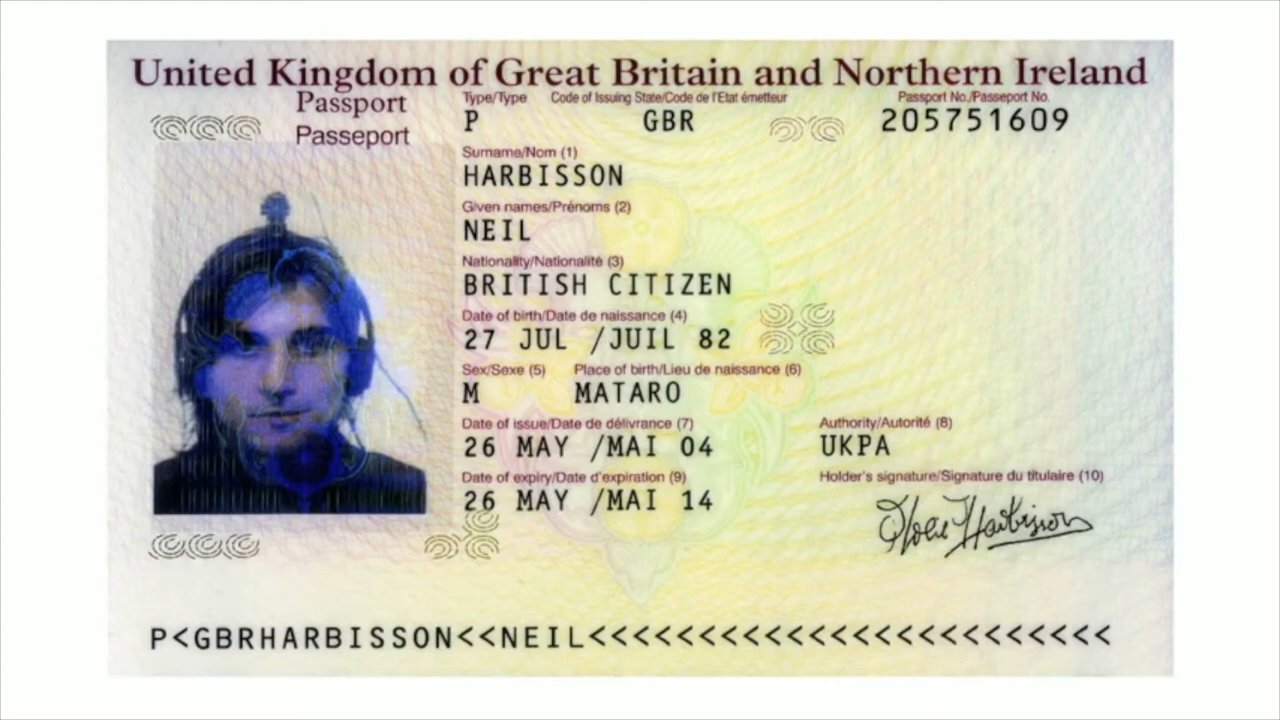 United Kingdom of Great Britain and Northern Ireland
Passport
Passeport
Type/Type Code of Issuing State/Code de l'Etat émetteur Passport No./Passeport No.
P GBR 205751609
Surname/Nom (1)
HARBISSON
Given names/Prénoms (2)
NEIL
Nationality/Nationalité (3)
BRITISH CITIZEN
Date of birth/Date de naissance (4)
27 JUL /JUIL 82
Sex/Sexe (5) Place of birth/Lieu de naissance (6)
M MATARO
Date of issue/Date de délivrance (7) Authority/Autorité (8)
26 MAY /MAI 04 UKPA
Date of expiry/Date d'expiration (9) Holder's signature/Signature du titulaire (10)
26 MAY /MAI 14
Harbisson
P<GBRHARBISSON<<NEIL<<<<<<<<<<<<<<<<<<<<<<<<